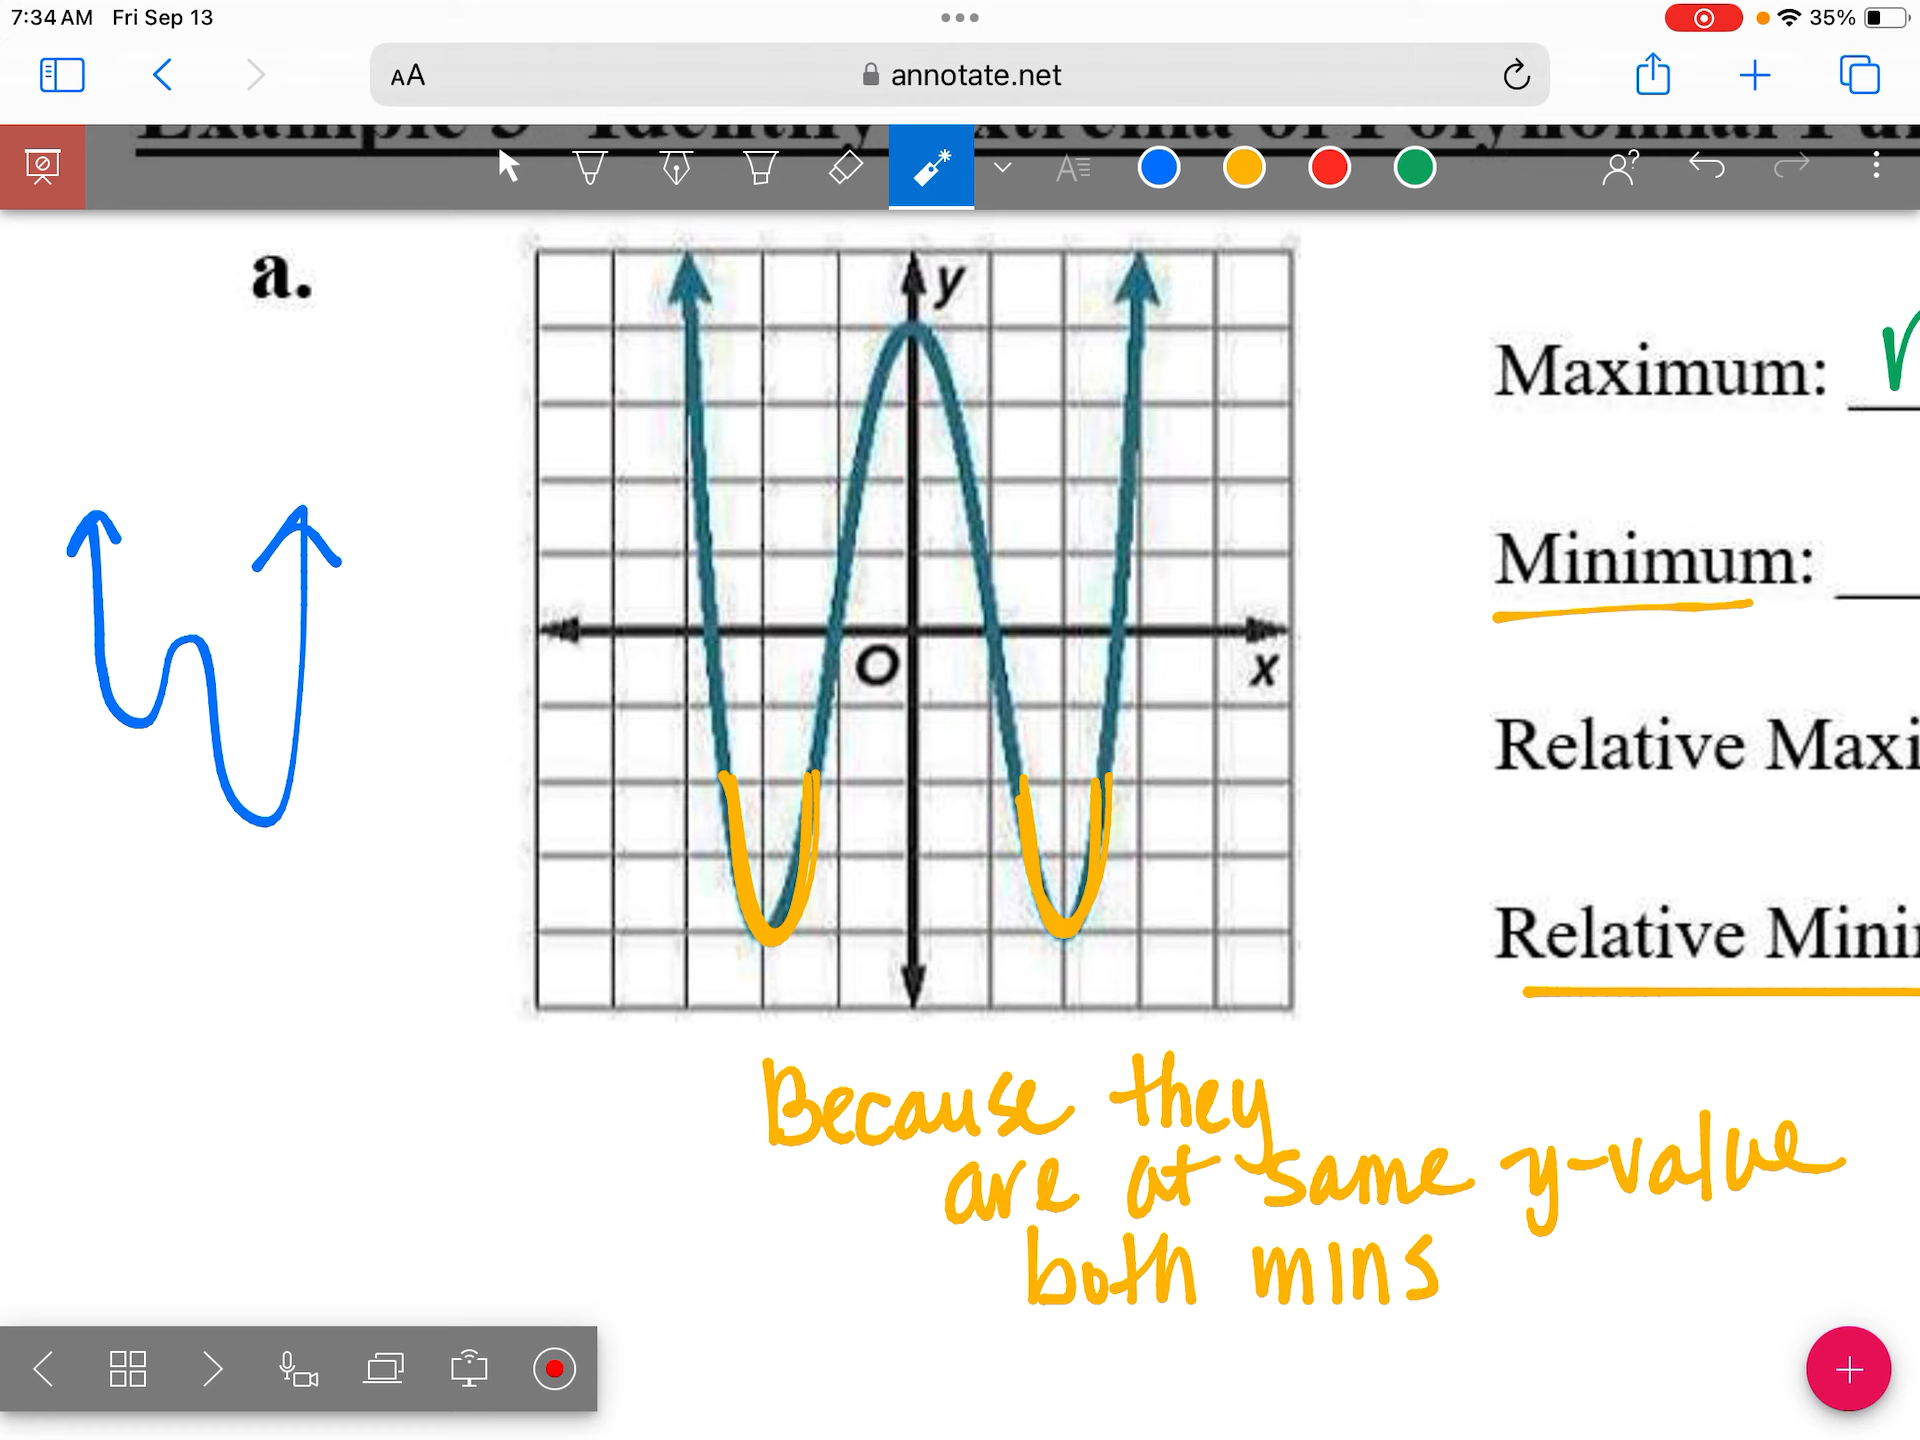 7:34 AM Fri Sep 13
35%
AA annotate.net
a.
y
O
x
Maximum:
Minimum:
Relative Maxi
Relative Mini
Because they
are at same y-value
both mins